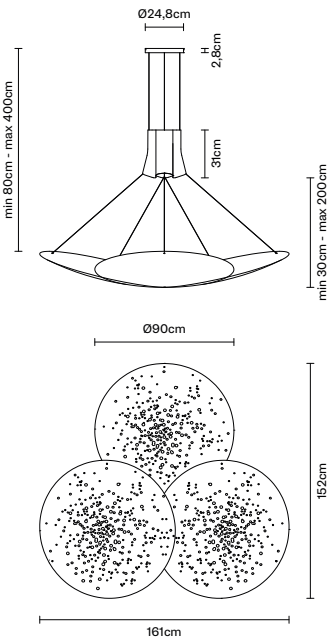 Ø24,8cm
2,8cm
min 80cm - max 400cm
31cm
min 30cm - max 200cm
Ø90cm
152cm
161cm